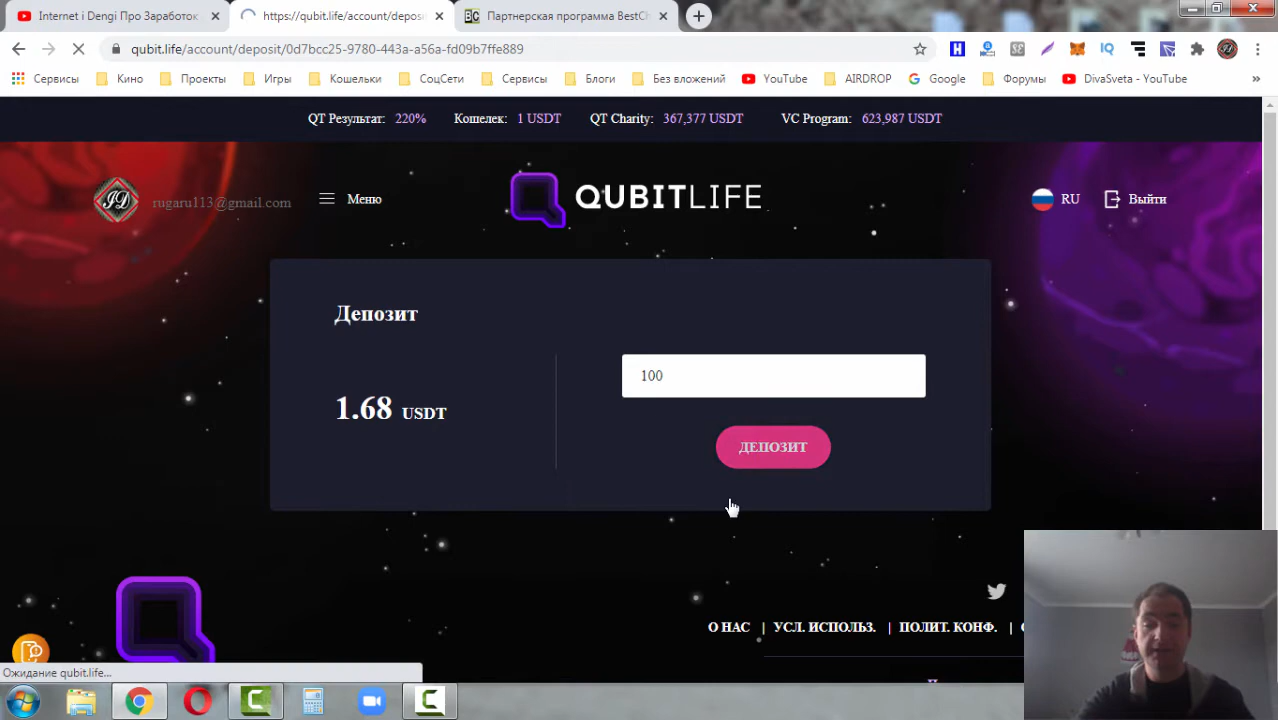 Internet i Dengi Про Заработок
https://qubit.life/account/deposi
Партнерская программа BestCh
qubit.life/account/deposit/0d7bcc25-9780-443a-a56a-fd09b7ffe889
Сервисы
Кино
Проекты
Игры
Кошельки
СоцСети
Сервисы
Блоги
Без вложений
YouTube
AIRDROP
Google
Форумы
DivaSveta - YouTube
QT Результат: 220% Кошелек: 1 USDT QT Charity: 367,377 USDT VC Program: 623,987 USDT
rugaru113@gmail.com
Меню
QUBITLIFE
RU
Выйти
Депозит
100
1.68 USDT
ДЕПОЗИТ
О НАС | УСЛ. ИСПОЛЬЗ. | ПОЛИТ. КОНФ. |
Ожидание qubit.life...